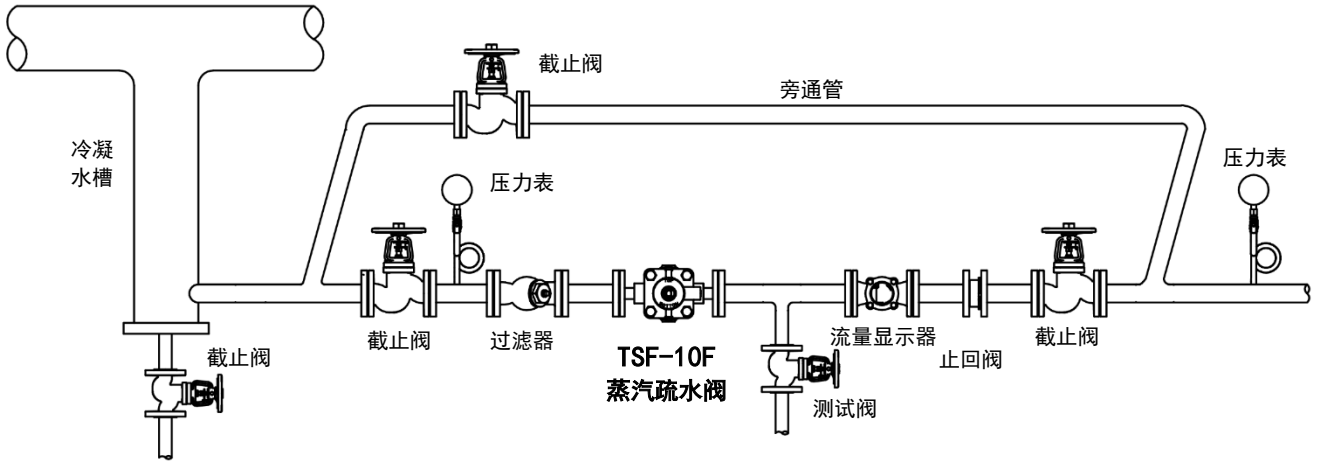 截止阀
旁通管
冷凝
水槽
压力表
压力表
截止阀
截止阀
过滤器
TSF-10F
蒸汽疏水阀
流量显示器
止回阀
截止阀
测试阀